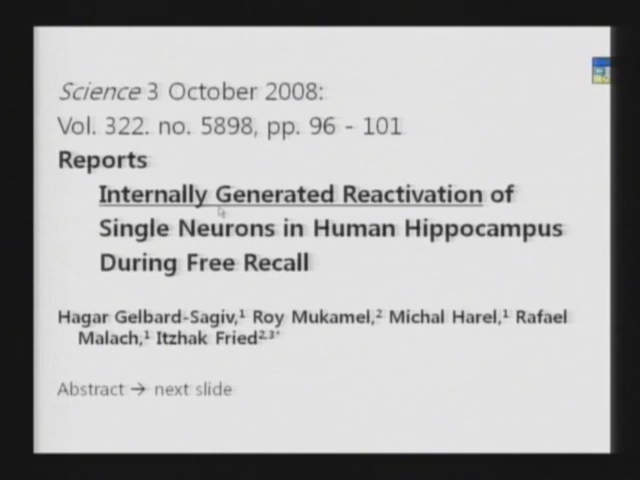 Science 3 October 2008:
Vol. 322. no. 5898, pp. 96 - 101
Reports
Internally Generated Reactivation of
Single Neurons in Human Hippocampus
During Free Recall
Hagar Gelbard-Sagiv,¹ Roy Mukamel,² Michal Harel,¹ Rafael
Malach,¹ Itzhak Fried²,³*
Abstract → next slide